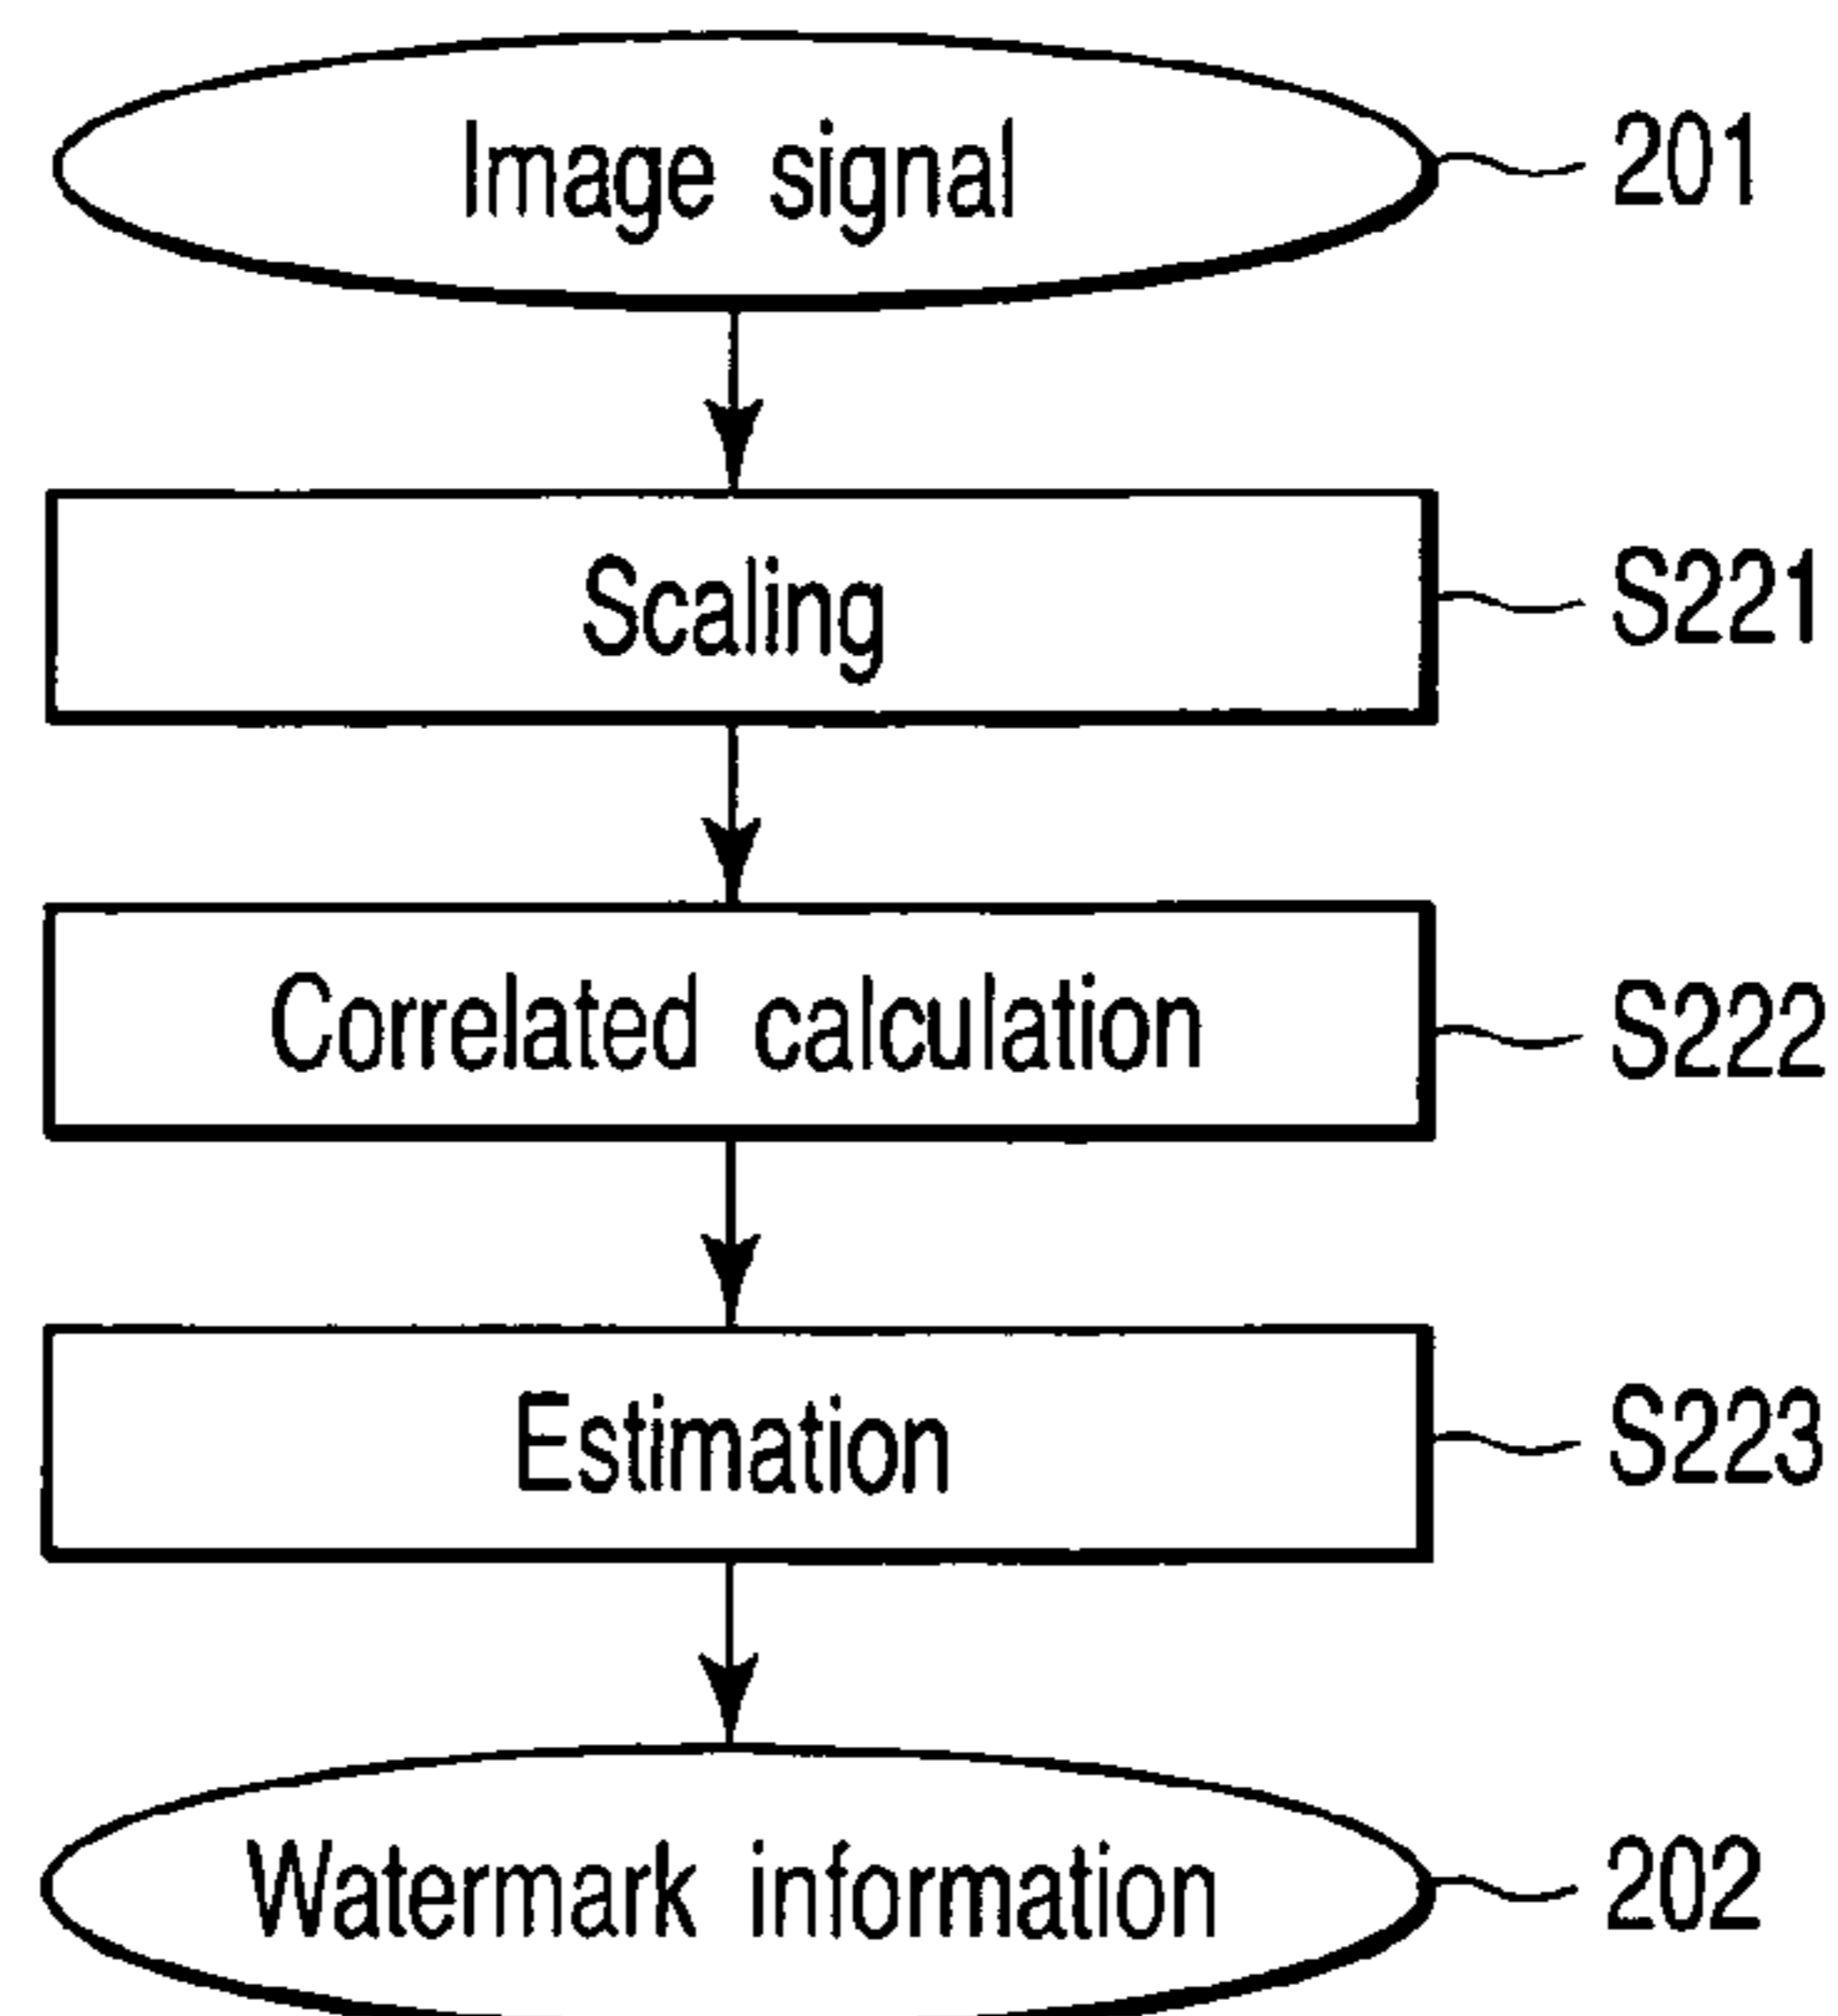 Image signal 201
Scaling S221
Correlated calculation S222
Estimation S223
Watermark information 202